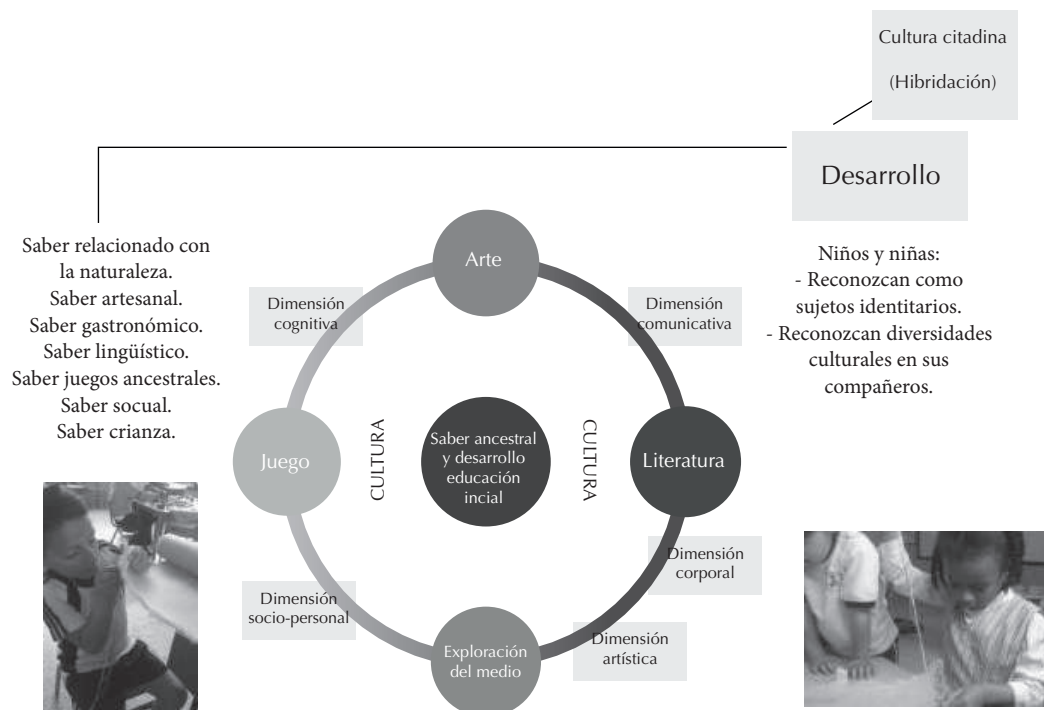 Cultura citadina
(Hibridación)
Desarrollo
Saber relacionado con
la naturaleza.
Saber artesanal.
Saber gastronómico.
Saber lingüístico.
Saber juegos ancestrales.
Saber socual.
Saber crianza.
Niños y niñas:
- Reconozcan como
sujetos identitarios.
- Reconozcan diversidades
culturales en sus
compañeros.
Arte
Dimensión
cognitiva
Dimensión
comunicativa
Juego
CULTURA
Saber ancestral
y desarrollo
educación
incial
CULTURA
Literatura
Dimensión
corporal
Dimensión
socio-personal
Exploración
del medio
Dimensión
artística